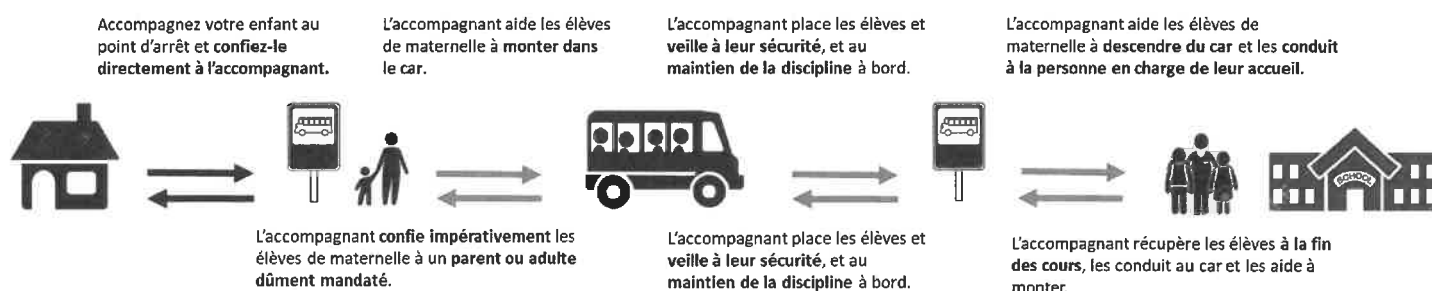 Accompagnez votre enfant au
point d'arrêt et confiez-le
directement à l'accompagnant.
L'accompagnant aide les élèves
de maternelle à monter dans
le car.
L'accompagnant place les élèves et
veille à leur sécurité, et au
maintien de la discipline à bord.
L'accompagnant aide les élèves de
maternelle à descendre du car et les conduit
à la personne en charge de leur accueil.
SCHOOL
L'accompagnant confie impérativement les
élèves de maternelle à un parent ou adulte
dûment mandaté.
L'accompagnant place les élèves et
veille à leur sécurité, et au
maintien de la discipline à bord.
L'accompagnant récupère les élèves à la fin
des cours, les conduit au car et les aide à
monter